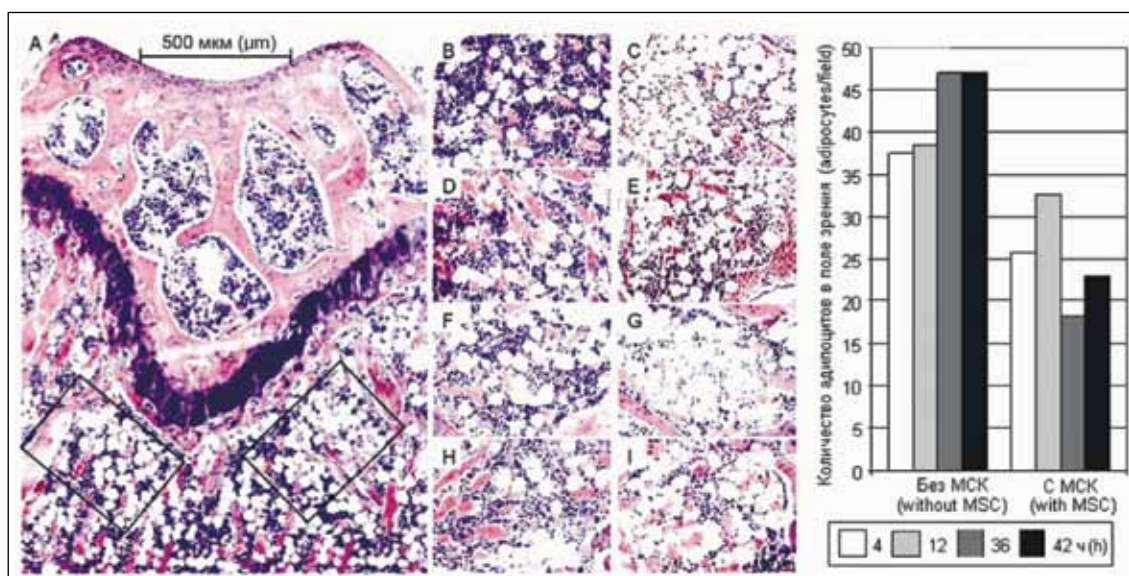 A
500 мкм (µm)
B
C
D
E
F
G
H
I
Количество адипоцитов в поле зрения (adipocytes/field)
50
45
40
35
30
25
20
15
10
5
0
Без МСК
(without MSC)
С МСК
(with MSC)
4 12 36 42 ч (h)